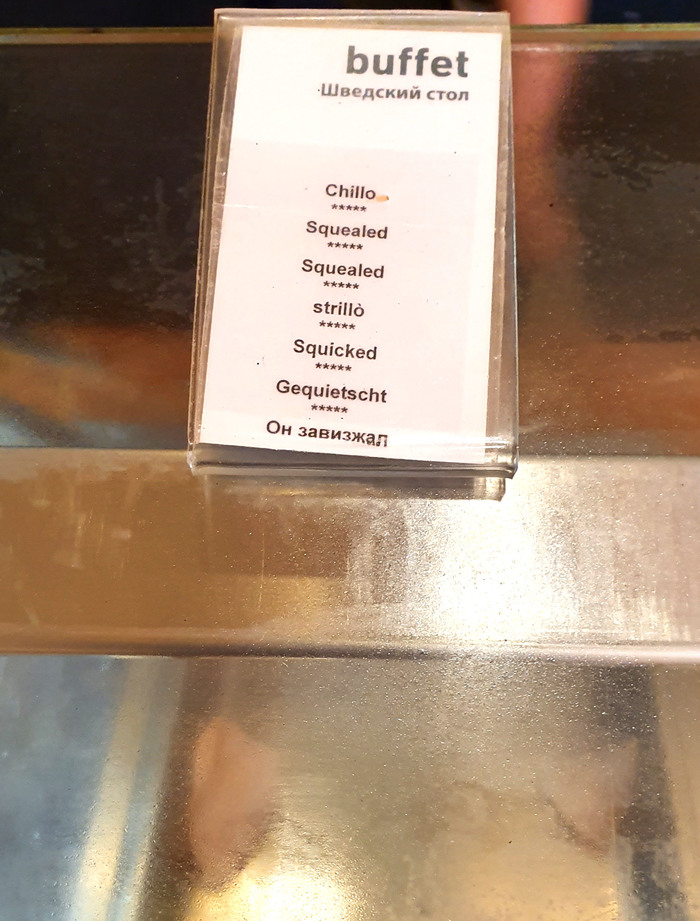 buffet
Шведский стол
Chillo
*****
Squealed
*****
Squealed
*****
strillò
*****
Squicked
*****
Gequietscht
*****
Он завизжал